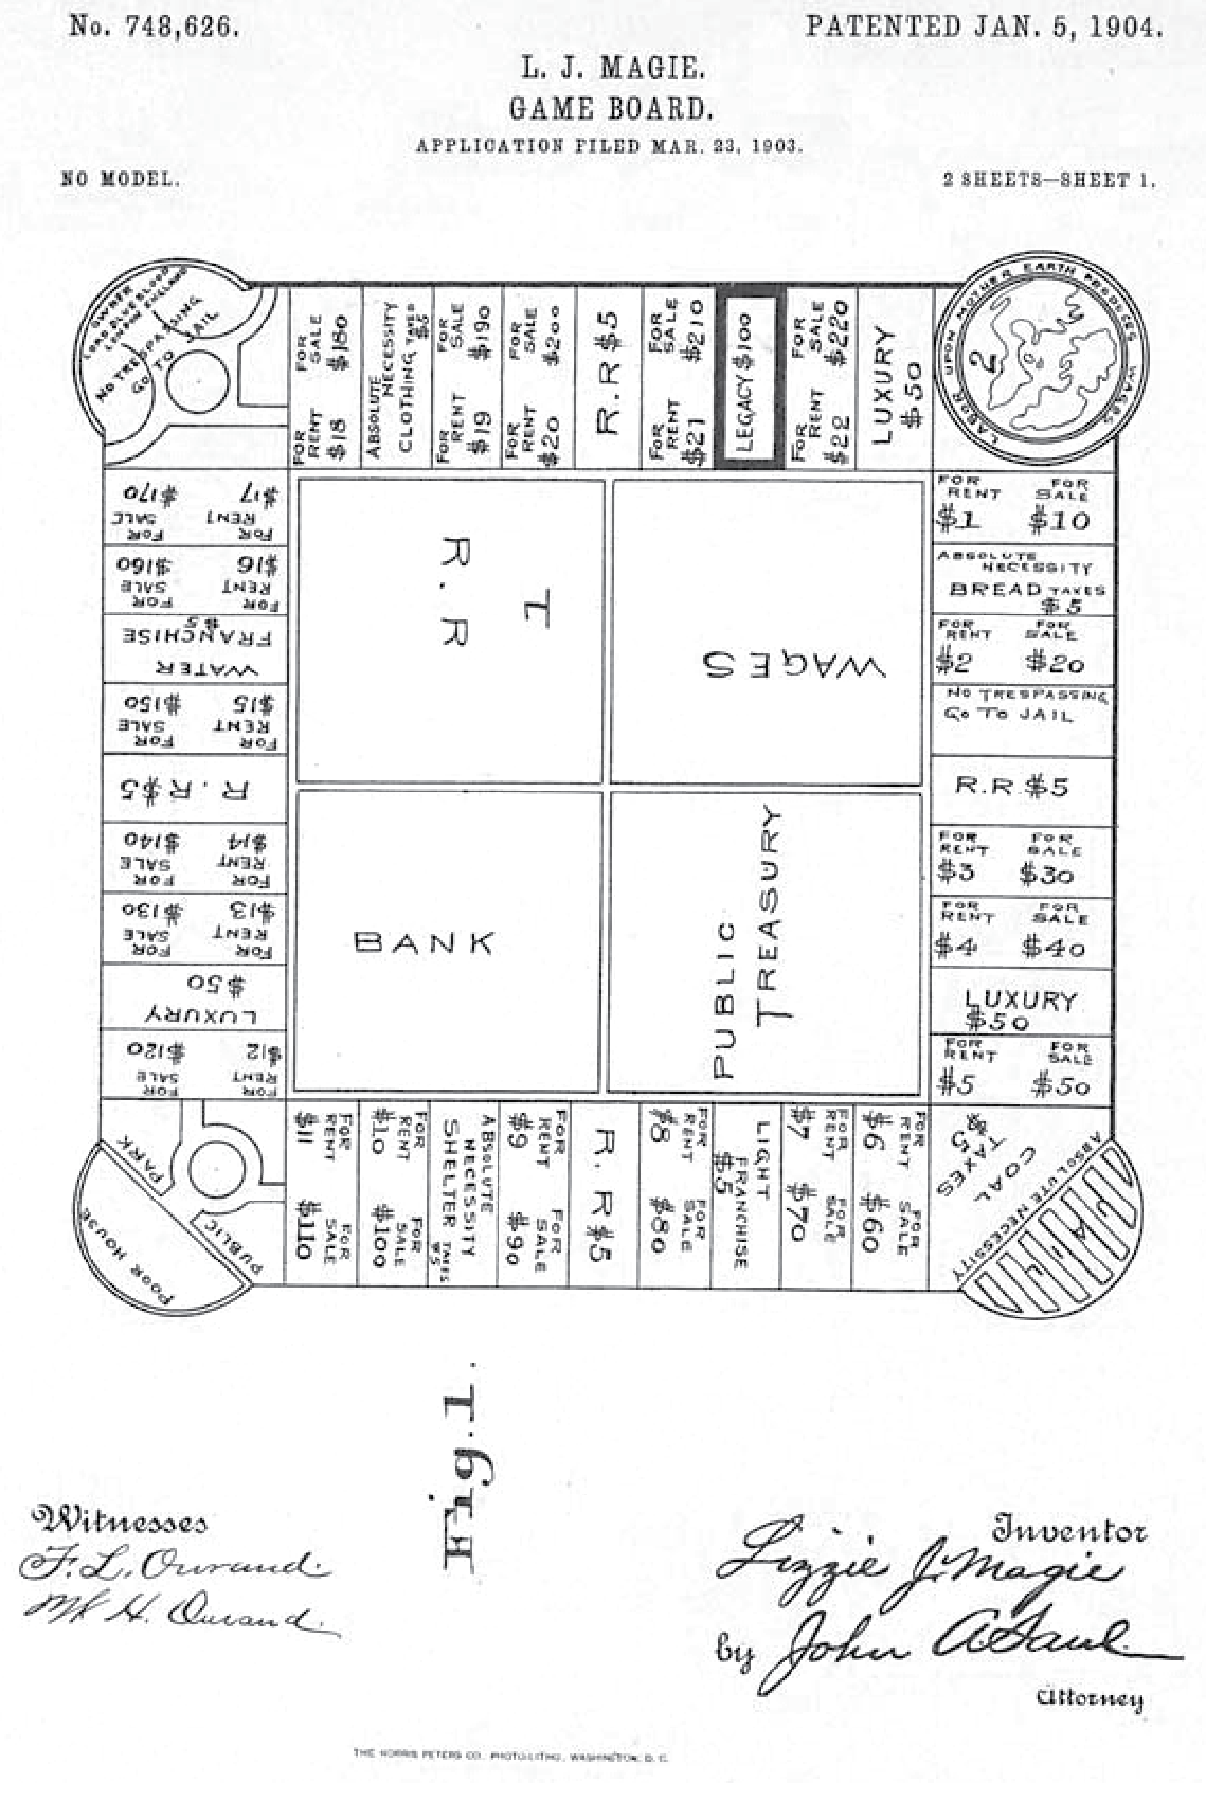 No. 748,626.
PATENTED JAN. 5, 1904.
L. J. MAGIE.
GAME BOARD.
APPLICATION FILED MAR. 23, 1903.
NO MODEL.
2 SHEETS—SHEET 1.
OWNER
LORD BLUEBLOOD
LONDON ENGLAND
NO TRESPASSING
GO TO JAIL
FOR RENT $18
FOR SALE $180
ABSOLUTE NECESSITY
CLOTHING TAXES $5
FOR RENT $19
FOR SALE $190
FOR RENT $20
FOR SALE $200
R.R $5
FOR RENT $21
FOR SALE $210
LEGACY $100
FOR RENT $22
FOR SALE $220
LUXURY
$50
LABOR UPON MOTHER EARTH PRODUCES WAGES
FOR RENT $1
FOR SALE $10
ABSOLUTE NECESSITY
BREAD TAXES
$5
FOR RENT $2
FOR SALE $20
NO TRESPASSING
GO TO JAIL
R.R. $5
FOR RENT $3
FOR SALE $30
FOR RENT $4
FOR SALE $40
LUXURY
$50
FOR RENT $5
FOR SALE $50
ABSOLUTE NECESSITY
COAL
TAXES
$5
JAIL
FOR RENT $6
FOR SALE $60
FOR RENT $7
FOR SALE $70
LIGHT
FRANCHISE
$5
FOR RENT $8
FOR SALE $80
R. R $5
FOR RENT $9
FOR SALE $90
ABSOLUTE
NECESSITY
SHELTER TAXES
$5
FOR RENT $10
FOR SALE $100
FOR RENT $11
FOR SALE $110
PUBLIC PARK
POOR HOUSE
FOR RENT $12
FOR SALE $120
LUXURY
$50
FOR RENT $13
FOR SALE $130
FOR RENT $14
FOR SALE $140
R.R $5
FOR RENT $15
FOR SALE $150
WATER
FRANCHISE
$5
FOR RENT $16
FOR SALE $160
FOR RENT $17
FOR SALE $170
R. R
T
WAGES
BANK
PUBLIC
TREASURY
Fig. 1.
Witnesses
Inventor
Lizzie J. Magie
by John A. Saul
Attorney
THE NORRIS PETERS CO. PHOTO-LITHO., WASHINGTON, D. C.